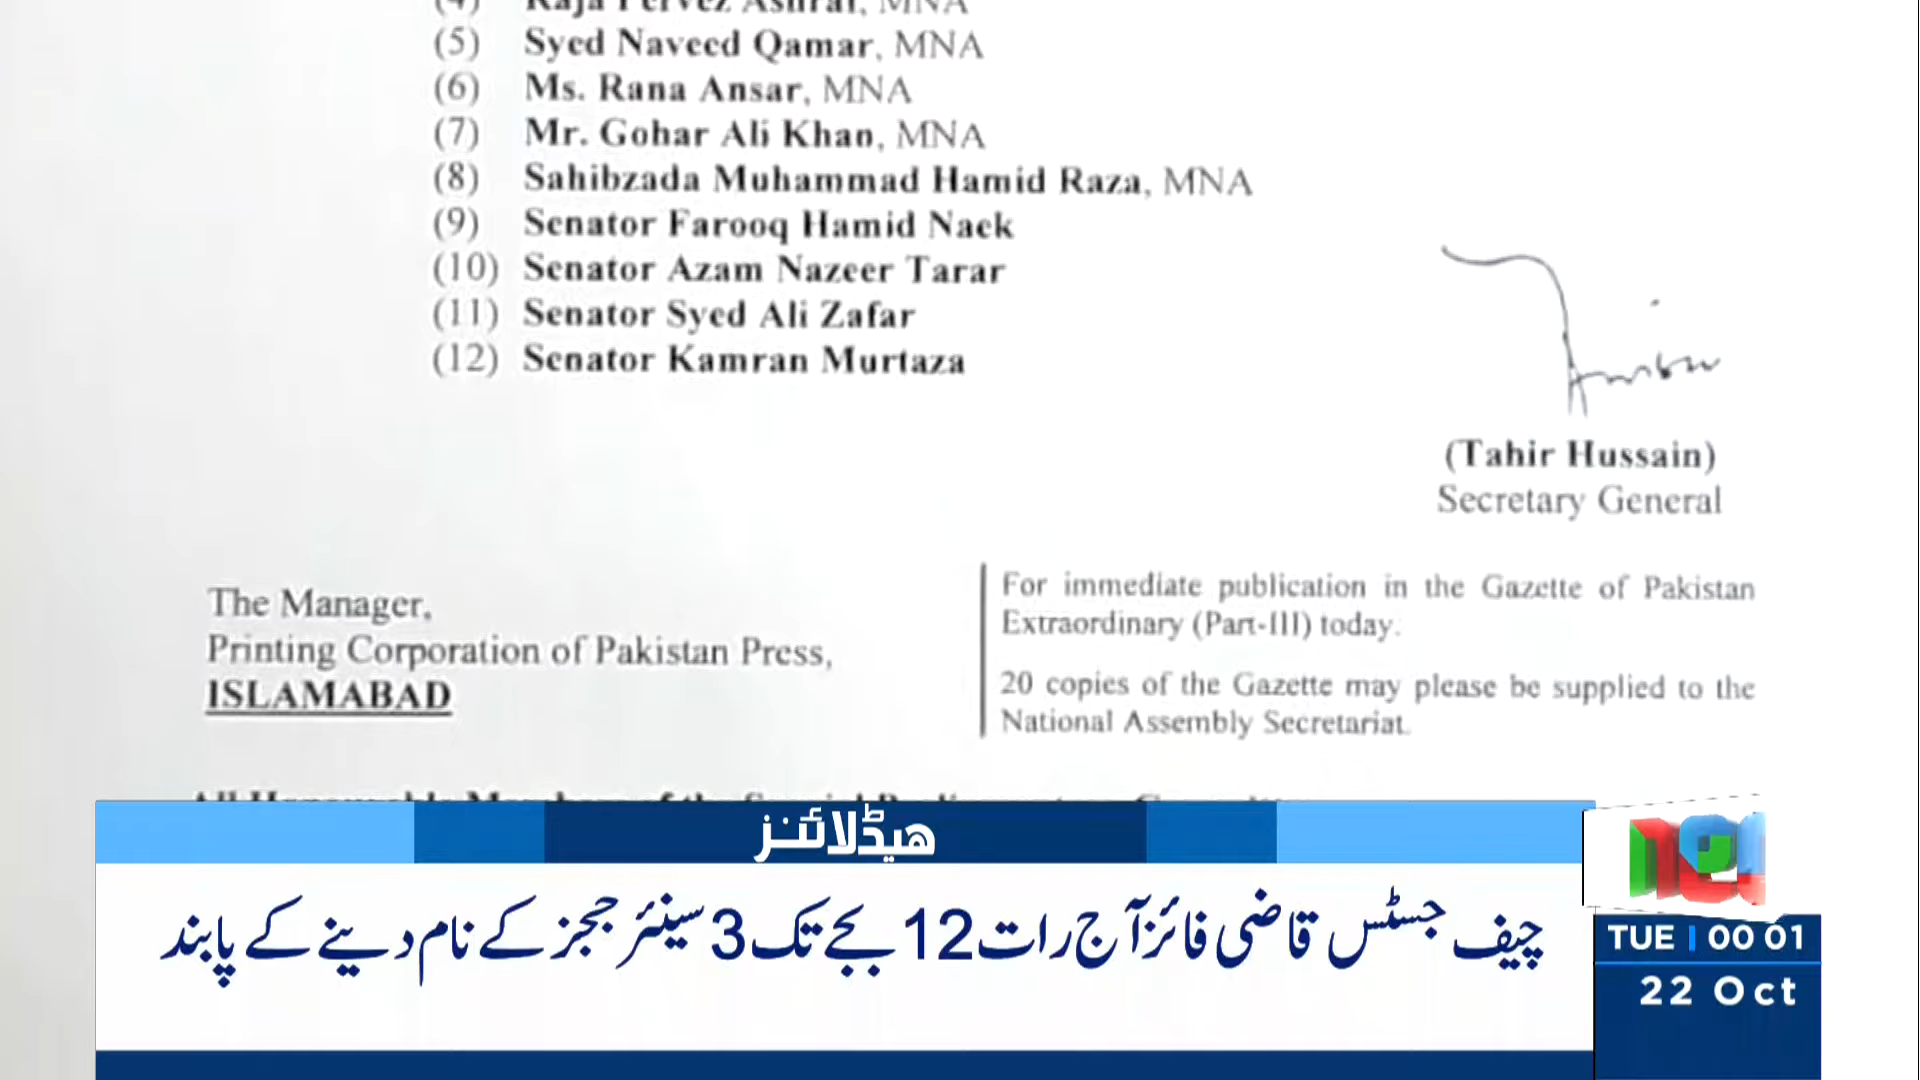 (4) Raja Pervez Ashraf, MNA
(5) Syed Naveed Qamar, MNA
(6) Ms. Rana Ansar, MNA
(7) Mr. Gohar Ali Khan, MNA
(8) Sahibzada Muhammad Hamid Raza, MNA
(9) Senator Farooq Hamid Naek
(10) Senator Azam Nazeer Tarar
(11) Senator Syed Ali Zafar
(12) Senator Kamran Murtaza
(Tahir Hussain)
Secretary General
The Manager,
Printing Corporation of Pakistan Press,
ISLAMABAD
For immediate publication in the Gazette of Pakistan
Extraordinary (Part-III) today.
20 copies of the Gazette may please be supplied to the
National Assembly Secretariat.
ہیڈلائنز
چیف جسٹس قاضی فائز آج رات 12 بجے تک 3 سینئر ججز کے نام دینے کے پابند
TUE | 00 01
22 Oct